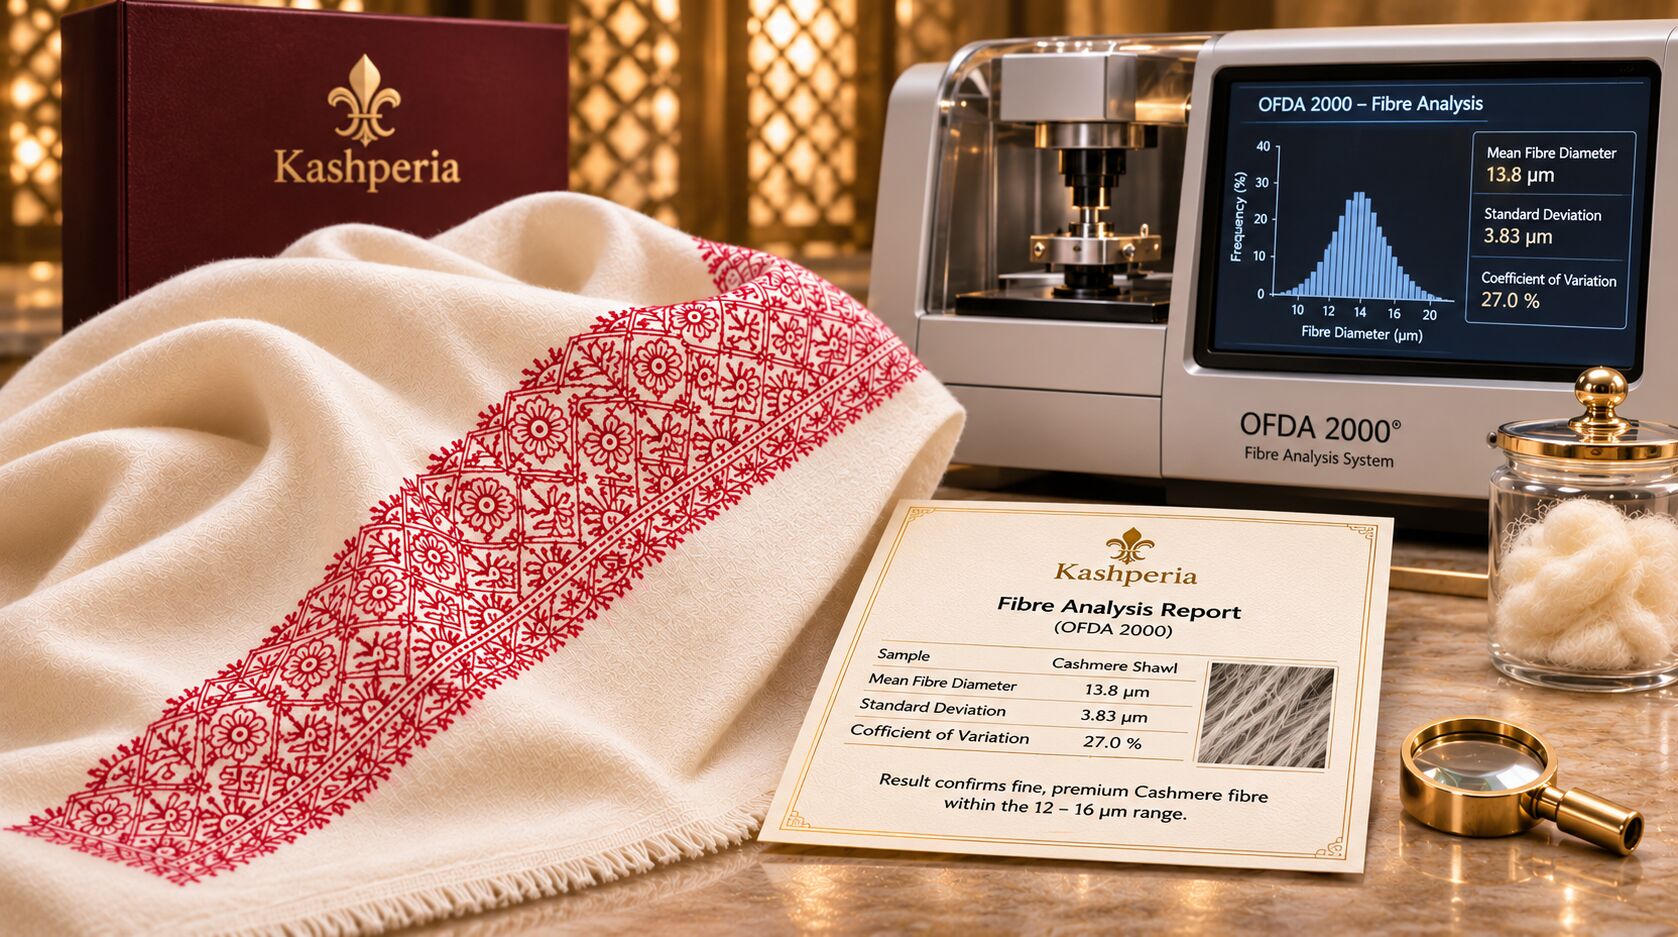 Kashperia
OFDA 2000 – Fibre Analysis
Frequency (%)
40
30
20
10
0
10 12 14 16 20
Fibre Diameter (µm)
Mean Fibre Diameter
13.8 µm
Standard Deviation
3.83 µm
Coefficient of Variation
27.0 %
OFDA 2000®
Fibre Analysis System
Kashperia
Fibre Analysis Report
(OFDA 2000)
Sample Cashmere Shawl
Mean Fibre Diameter 13.8 µm
Standard Deviation 3.83 µm
Cofficient of Variation 27.0 %
Result confirms fine, premium Cashmere fibre
within the 12 – 16 µm range.